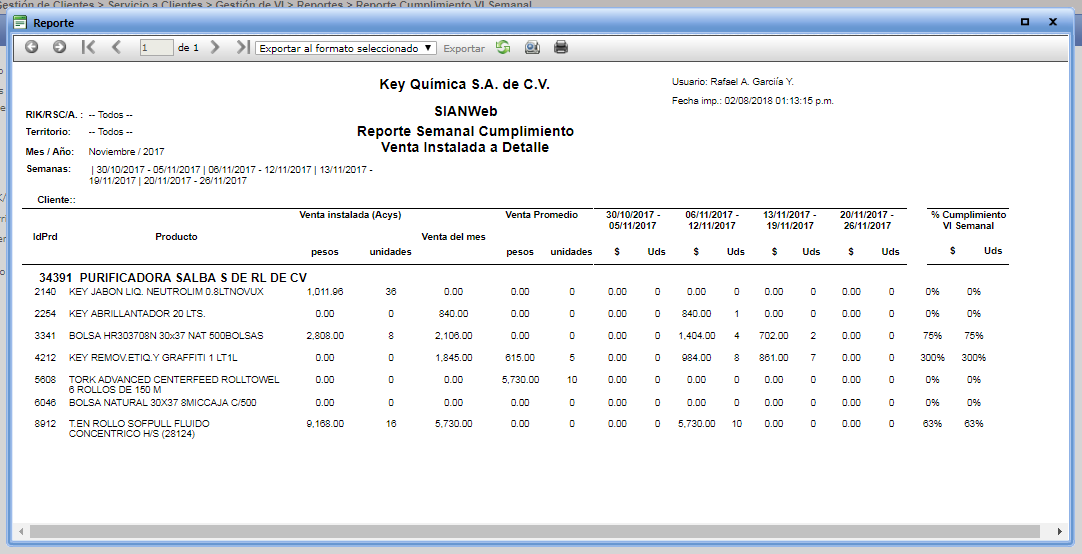 Gestión de Clientes > Servicio a Clientes > Gestión de VI > Reportes > Reporte Cumplimiento VI Semanal
Reporte
1 de 1 Exportar al formato seleccionado Exportar
Key Química S.A. de C.V.
Usuario: Rafael A. Garciía Y.
Fecha imp.: 02/08/2018 01:13:15 p.m.
SIANWeb
RIK/RSC/A. : -- Todos --
Reporte Semanal Cumplimiento
Territorio: -- Todos --
Venta Instalada a Detalle
Mes / Año: Noviembre / 2017
Semanas: | 30/10/2017 - 05/11/2017 | 06/11/2017 - 12/11/2017 | 13/11/2017 -
19/11/2017 | 20/11/2017 - 26/11/2017
Cliente::
Venta instalada (Acys) Venta Promedio 30/10/2017 - 06/11/2017 - 13/11/2017 - 20/11/2017 - % Cumplimiento
05/11/2017 12/11/2017 19/11/2017 26/11/2017 VI Semanal
IdPrd Producto Venta del mes
pesos unidades pesos unidades $ Uds $ Uds $ Uds $ Uds $ Uds
34391 PURIFICADORA SALBA S DE RL DE CV
2140 KEY JABON LIQ. NEUTROLIM 0.8LTNOVUX 1,011.96 36 0.00 0.00 0 0.00 0 0.00 0 0.00 0 0.00 0 0% 0%
2254 KEY ABRILLANTADOR 20 LTS. 0.00 0 840.00 0.00 0 0.00 0 840.00 1 0.00 0 0.00 0 0% 0%
3341 BOLSA HR303708N 30x37 NAT 500BOLSAS 2,808.00 8 2,106.00 0.00 0 0.00 0 1,404.00 4 702.00 2 0.00 0 75% 75%
4212 KEY REMOV.ETIQ.Y GRAFFITI 1 LT1L 0.00 0 1,845.00 615.00 5 0.00 0 984.00 8 861.00 7 0.00 0 300% 300%
5608 TORK ADVANCED CENTERFEED ROLLTOWEL 0.00 0 0.00 5,730.00 10 0.00 0 0.00 0 0.00 0 0.00 0 0% 0%
6 ROLLOS DE 150 M
6046 BOLSA NATURAL 30X37 8MICCAJA C/500 0.00 0 0.00 0.00 0 0.00 0 0.00 0 0.00 0 0.00 0 0% 0%
8912 T.EN ROLLO SOFPULL FLUIDO 9,168.00 16 5,730.00 0.00 0 0.00 0 5,730.00 10 0.00 0 0.00 0 63% 63%
CONCENTRICO H/S (28124)